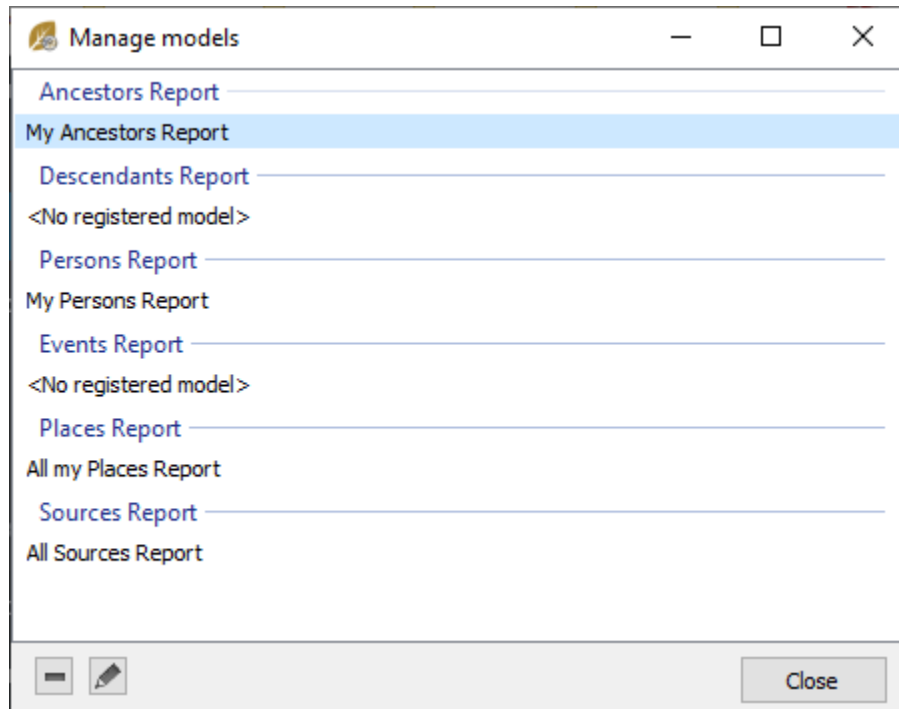 Manage models
Ancestors Report
My Ancestors Report
Descendants Report
<No registered model>
Persons Report
My Persons Report
Events Report
<No registered model>
Places Report
All my Places Report
Sources Report
All Sources Report
Close